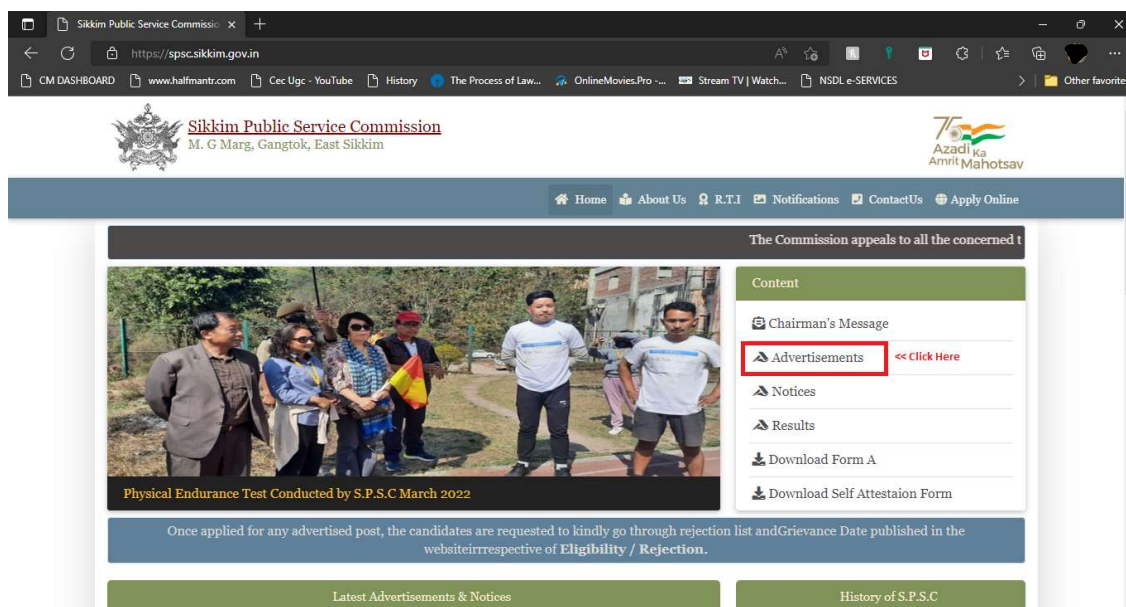 Sikkim Public Service Commissio
https://spsc.sikkim.gov.in
CM DASHBOARD www.halfmantr.com Cec Ugc - YouTube History The Process of Law... OnlineMovies.Pro -... Stream TV | Watch... NSDL e-SERVICES Other favorite
Sikkim Public Service Commission
M. G Marg, Gangtok, East Sikkim
75
Azadi Ka
Amrit Mahotsav
Home About Us R.T.I Notifications ContactUs Apply Online
The Commission appeals to all the concerned t
Content
Chairman's Message
Advertisements << Click Here
Notices
Results
Download Form A
Download Self Attestaion Form
Physical Endurance Test Conducted by S.P.S.C March 2022
Once applied for any advertised post, the candidates are requested to kindly go through rejection list andGrievance Date published in the
websiteirrrespective of Eligibility / Rejection.
Latest Advertisements & Notices
History of S.P.S.C